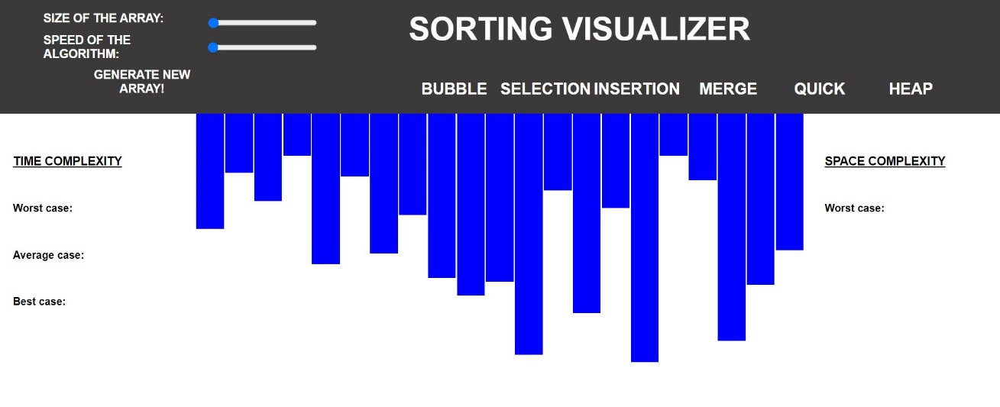 SIZE OF THE ARRAY:
SPEED OF THE
ALGORITHM:
GENERATE NEW
ARRAY!
SORTING VISUALIZER
BUBBLE SELECTION INSERTION MERGE QUICK HEAP
TIME COMPLEXITY
Worst case:
Average case:
Best case:
SPACE COMPLEXITY
Worst case: